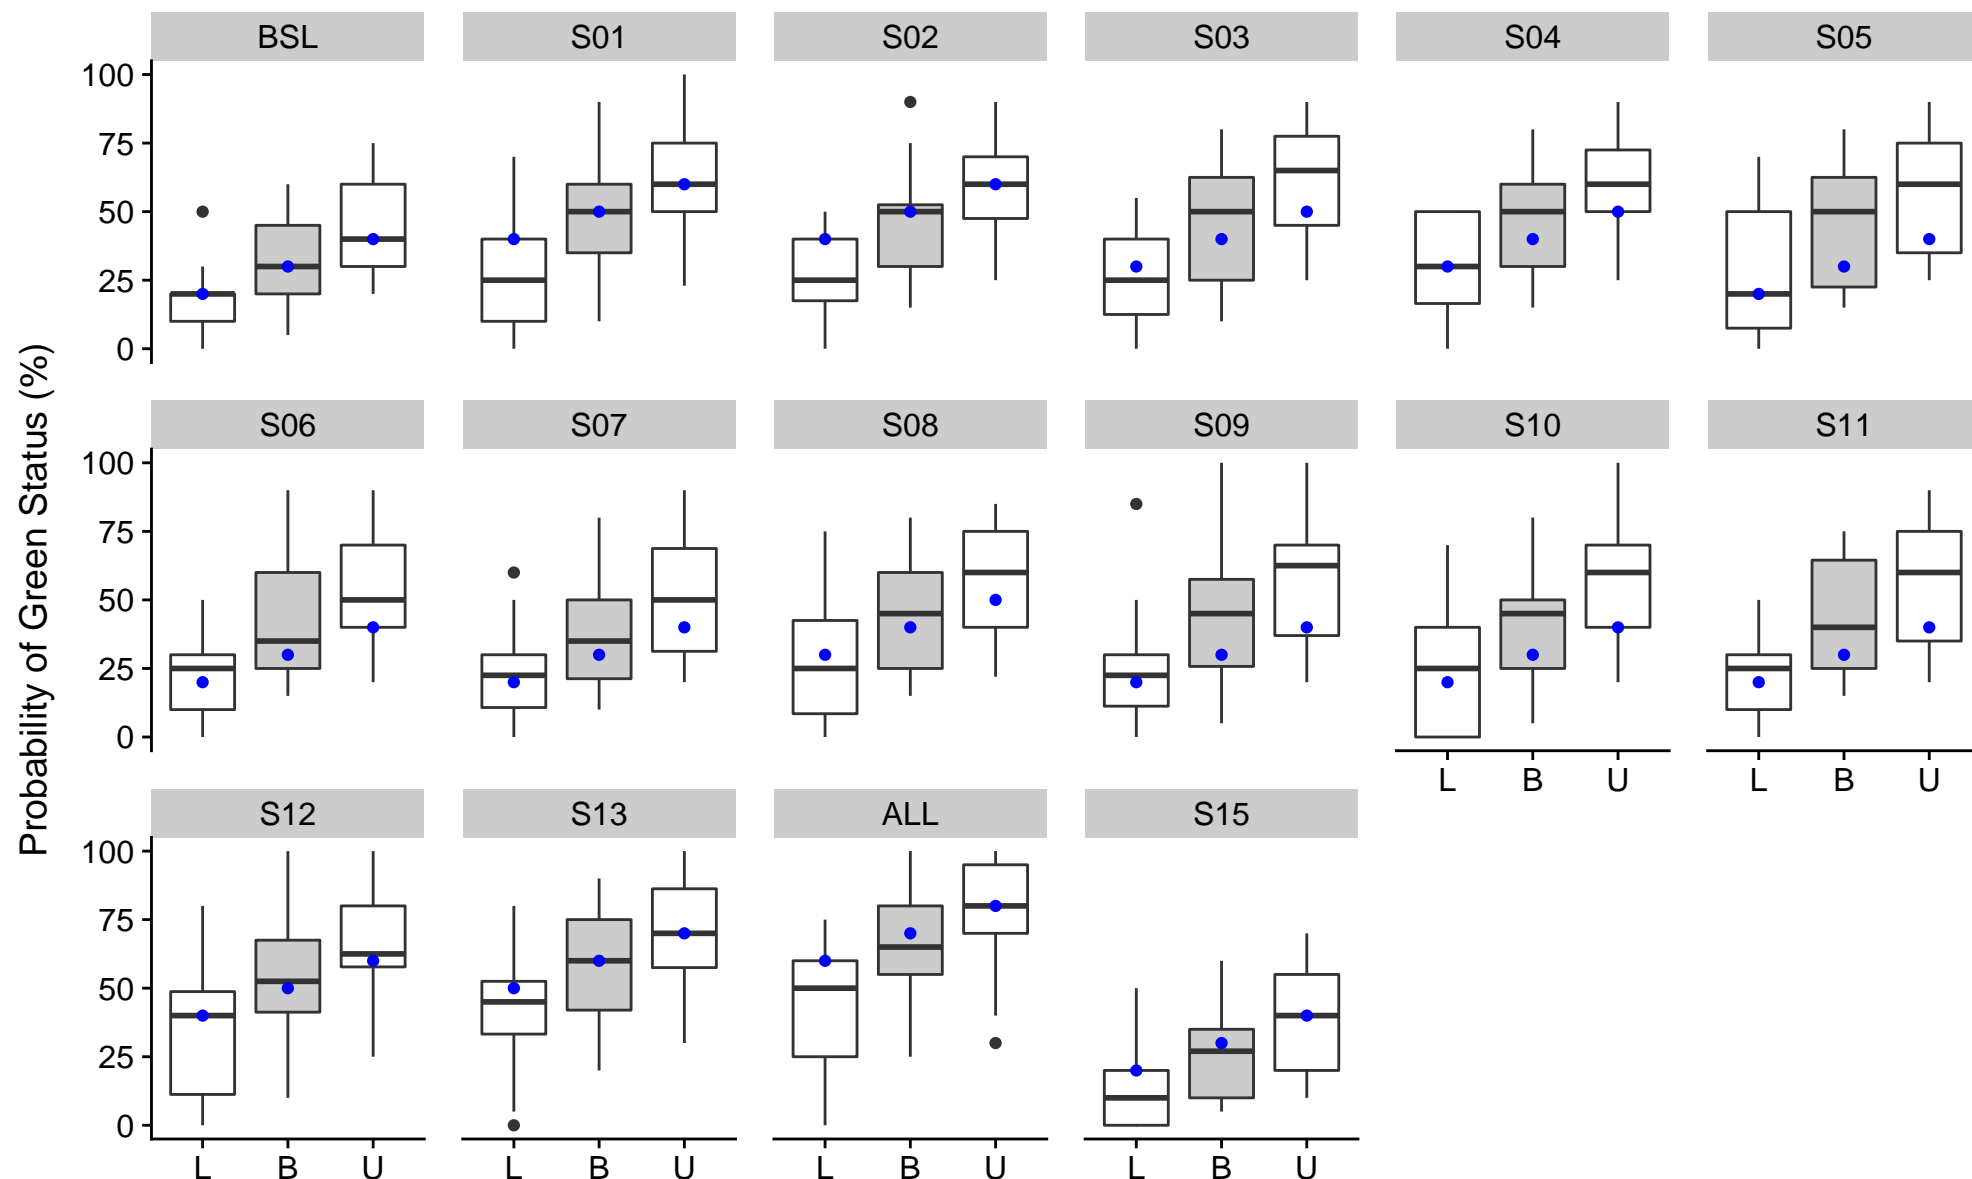 BSL S01 S02 S03 S04 S05
100
75
50
25
0
Probability of Green Status (%)
S06 S07 S08 S09 S10 S11
100
75
50
25
0
L B U L B U
S12 S13 ALL S15
100
75
50
25
0
L B U L B U L B U L B U